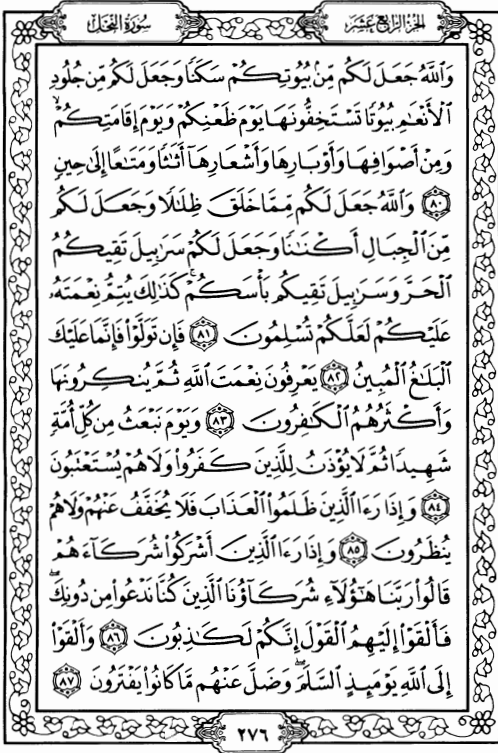 الجزء الرابع عشر
سورة النحل
وَٱللَّهُ جَعَلَ لَكُم مِّنۢ بُيُوتِكُمۡ سَكَنٗا وَجَعَلَ لَكُم مِّن جُلُودِ
ٱلۡأَنۡعَٰمِ بُيُوتٗا تَسۡتَخِفُّونَهَا يَوۡمَ ظَعۡنِكُمۡ وَيَوۡمَ إِقَامَتِكُمۡۙ
وَمِنۡ أَصۡوَافِهَا وَأَوۡبَارِهَا وَأَشۡعَارِهَآ أَثَٰثٗا وَمَتَٰعًا إِلَىٰ حِينٖ
٨٠ وَٱللَّهُ جَعَلَ لَكُم مِّمَّا خَلَقَ ظِلَٰلٗا وَجَعَلَ لَكُم
مِّنَ ٱلۡجِبَالِ أَكۡنَٰنٗا وَجَعَلَ لَكُمۡ سَرَٰبِيلَ تَقِيكُمُ
ٱلۡحَرَّ وَسَرَٰبِيلَ تَقِيكُم بَأۡسَكُمۡۚ كَذَٰلِكَ يُتِمُّ نِعۡمَتَهُۥ
عَلَيۡكُمۡ لَعَلَّكُمۡ تُسۡلِمُونَ ٨١ فَإِن تَوَلَّوۡاْ فَإِنَّمَا عَلَيۡكَ
ٱلۡبَلَٰغُ ٱلۡمُبِينُ ٨٢ يَعۡرِفُونَ نِعۡمَتَ ٱللَّهِ ثُمَّ يُنكِرُونَهَا
وَأَكۡثَرُهُمُ ٱلۡكَٰفِرُونَ ٨٣ وَيَوۡمَ نَبۡعَثُ مِن كُلِّ أُمَّةٖ
شَهِيدٗا ثُمَّ لَا يُؤۡذَنُ لِلَّذِينَ كَفَرُواْ وَلَا هُمۡ يُسۡتَعۡتَبُونَ
٨٤ وَإِذَا رَءَا ٱلَّذِينَ ظَلَمُواْ ٱلۡعَذَابَ فَلَا يُخَفَّفُ عَنۡهُمۡ وَلَا هُمۡ
يُنظَرُونَ ٨٥ وَإِذَا رَءَا ٱلَّذِينَ أَشۡرَكُواْ شُرَكَآءَهُمۡ
قَالُواْ رَبَّنَا هَٰٓؤُلَآءِ شُرَكَآؤُنَا ٱلَّذِينَ كُنَّا نَدۡعُواْ مِن دُونِكَۖ
فَأَلۡقَوۡاْ إِلَيۡهِمُ ٱلۡقَوۡلَ إِنَّكُمۡ لَكَٰذِبُونَ ٨٦ وَأَلۡقَوۡاْ
إِلَى ٱللَّهِ يَوۡمَئِذٍ ٱلسَّلَمَۖ وَضَلَّ عَنۡهُم مَّا كَانُواْ يَفۡتَرُونَ ٨٧
٢٧٦